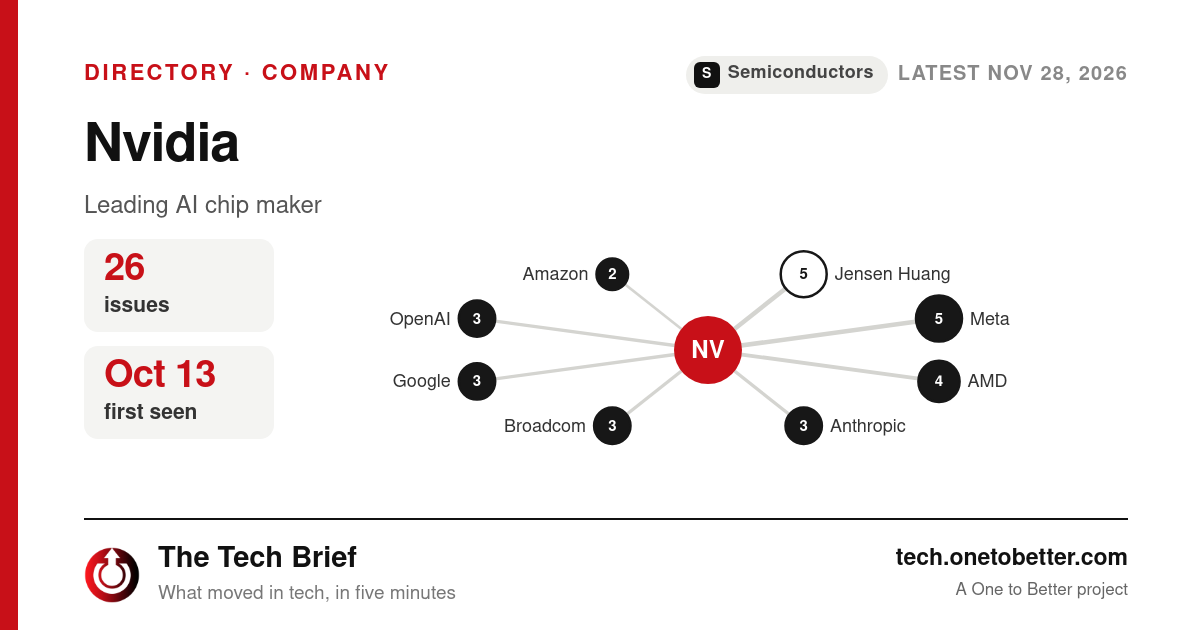 DIRECTORY · COMPANY
S Semiconductors LATEST NOV 28, 2026
Nvidia
Leading AI chip maker
26
issues
Oct 13
first seen
Amazon 2
5 Jensen Huang
OpenAI 3
5 Meta
NV
Google 3
4 AMD
Broadcom 3
3 Anthropic
The Tech Brief
What moved in tech, in five minutes
tech.onetobetter.com
A One to Better project